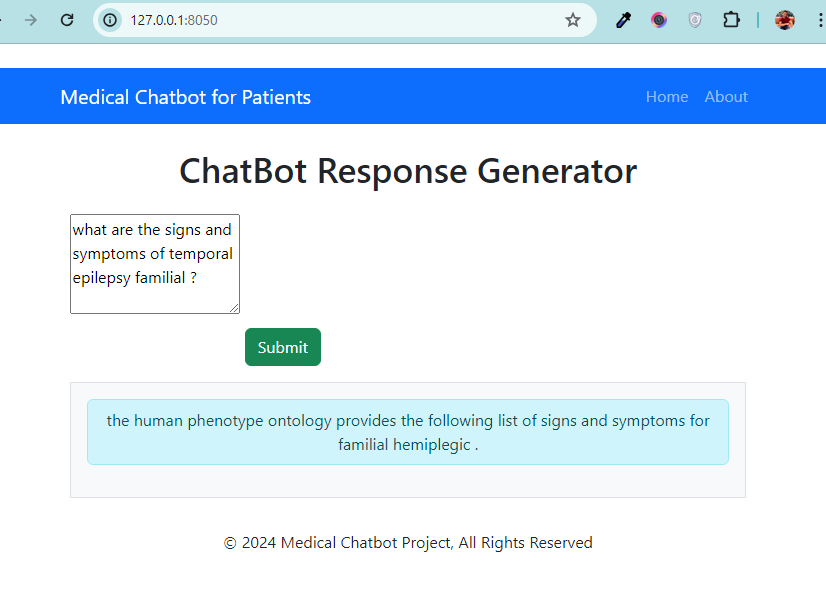 127.0.0.1:8050
Medical Chatbot for Patients Home About
ChatBot Response Generator
what are the signs and
symptoms of temporal
epilepsy familial ?
Submit
the human phenotype ontology provides the following list of signs and symptoms for
familial hemiplegic .
© 2024 Medical Chatbot Project, All Rights Reserved